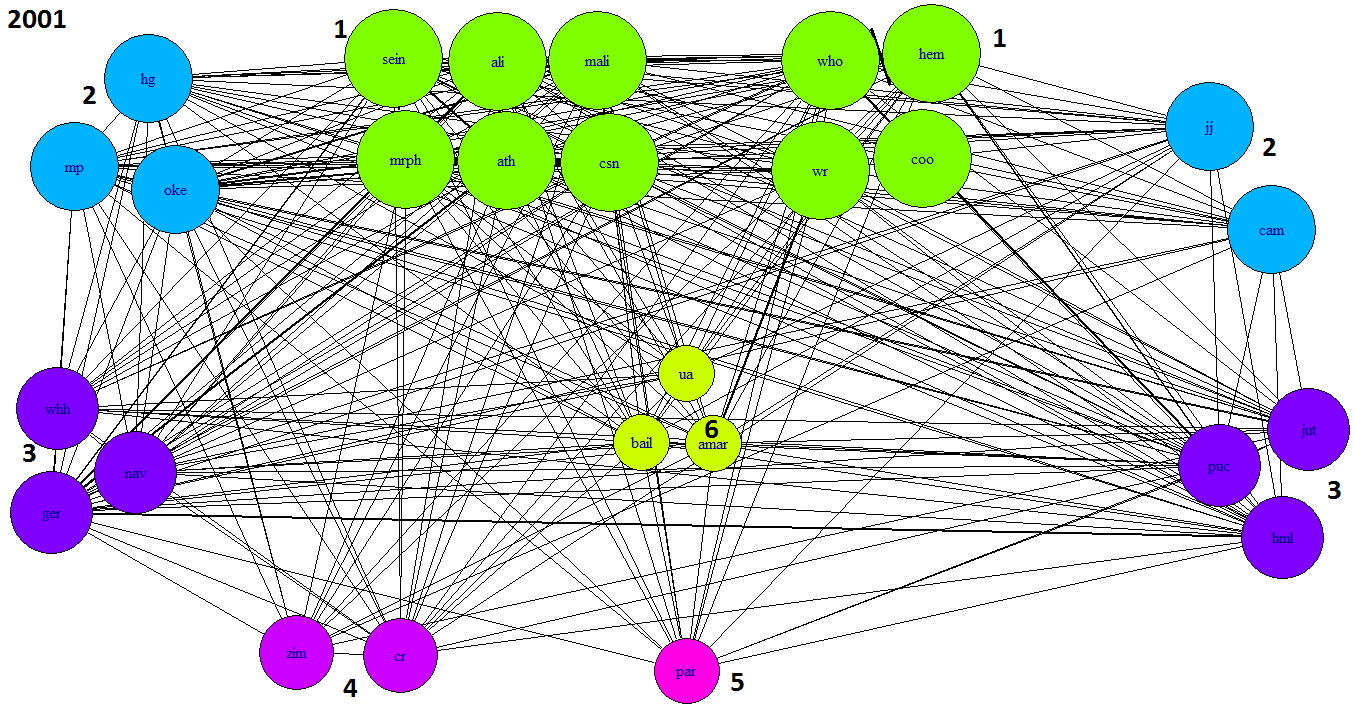 2001
1
sein
ali
mali
who
hem
1
hg
2
mp
oke
mrph
ath
csn
wr
coo
jj
2
cam
ua
bail
6
amar
whh
3
nav
ger
jut
puc
3
hml
zim
cr
4
par
5